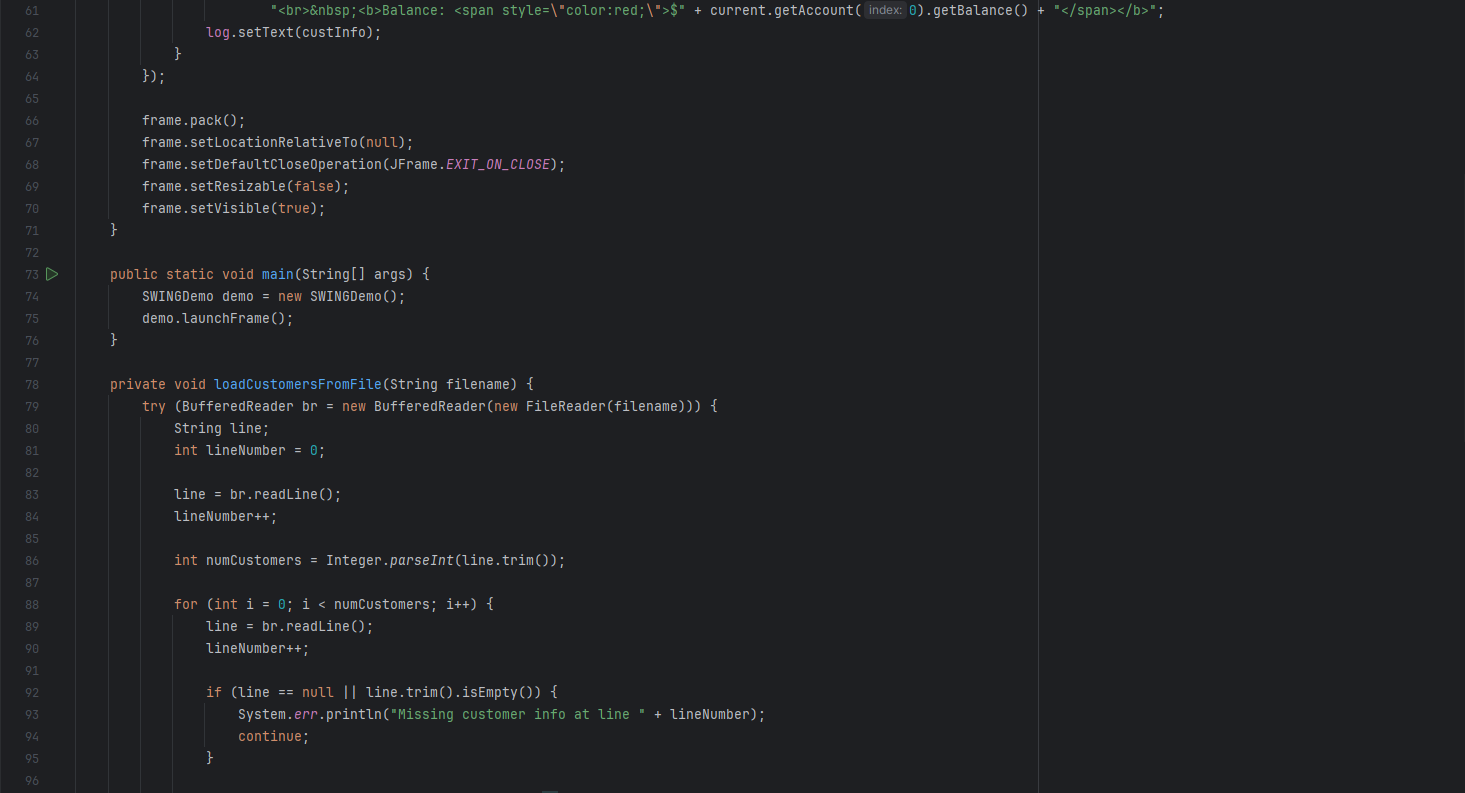 61 "<br>&nbsp;<b>Balance: <span style=\"color:red;\">$" + current.getAccount( index: 0).getBalance() + "</span></b>";
62 log.setText(custInfo);
63 }
64 });
65
66 frame.pack();
67 frame.setLocationRelativeTo(null);
68 frame.setDefaultCloseOperation(JFrame.EXIT_ON_CLOSE);
69 frame.setResizable(false);
70 frame.setVisible(true);
71 }
72
73 public static void main(String[] args) {
74 SWINGDemo demo = new SWINGDemo();
75 demo.launchFrame();
76 }
77
78 private void loadCustomersFromFile(String filename) {
79 try (BufferedReader br = new BufferedReader(new FileReader(filename))) {
80 String line;
81 int lineNumber = 0;
82
83 line = br.readLine();
84 lineNumber++;
85
86 int numCustomers = Integer.parseInt(line.trim());
87
88 for (int i = 0; i < numCustomers; i++) {
89 line = br.readLine();
90 lineNumber++;
91
92 if (line == null || line.trim().isEmpty()) {
93 System.err.println("Missing customer info at line " + lineNumber);
94 continue;
95 }
96